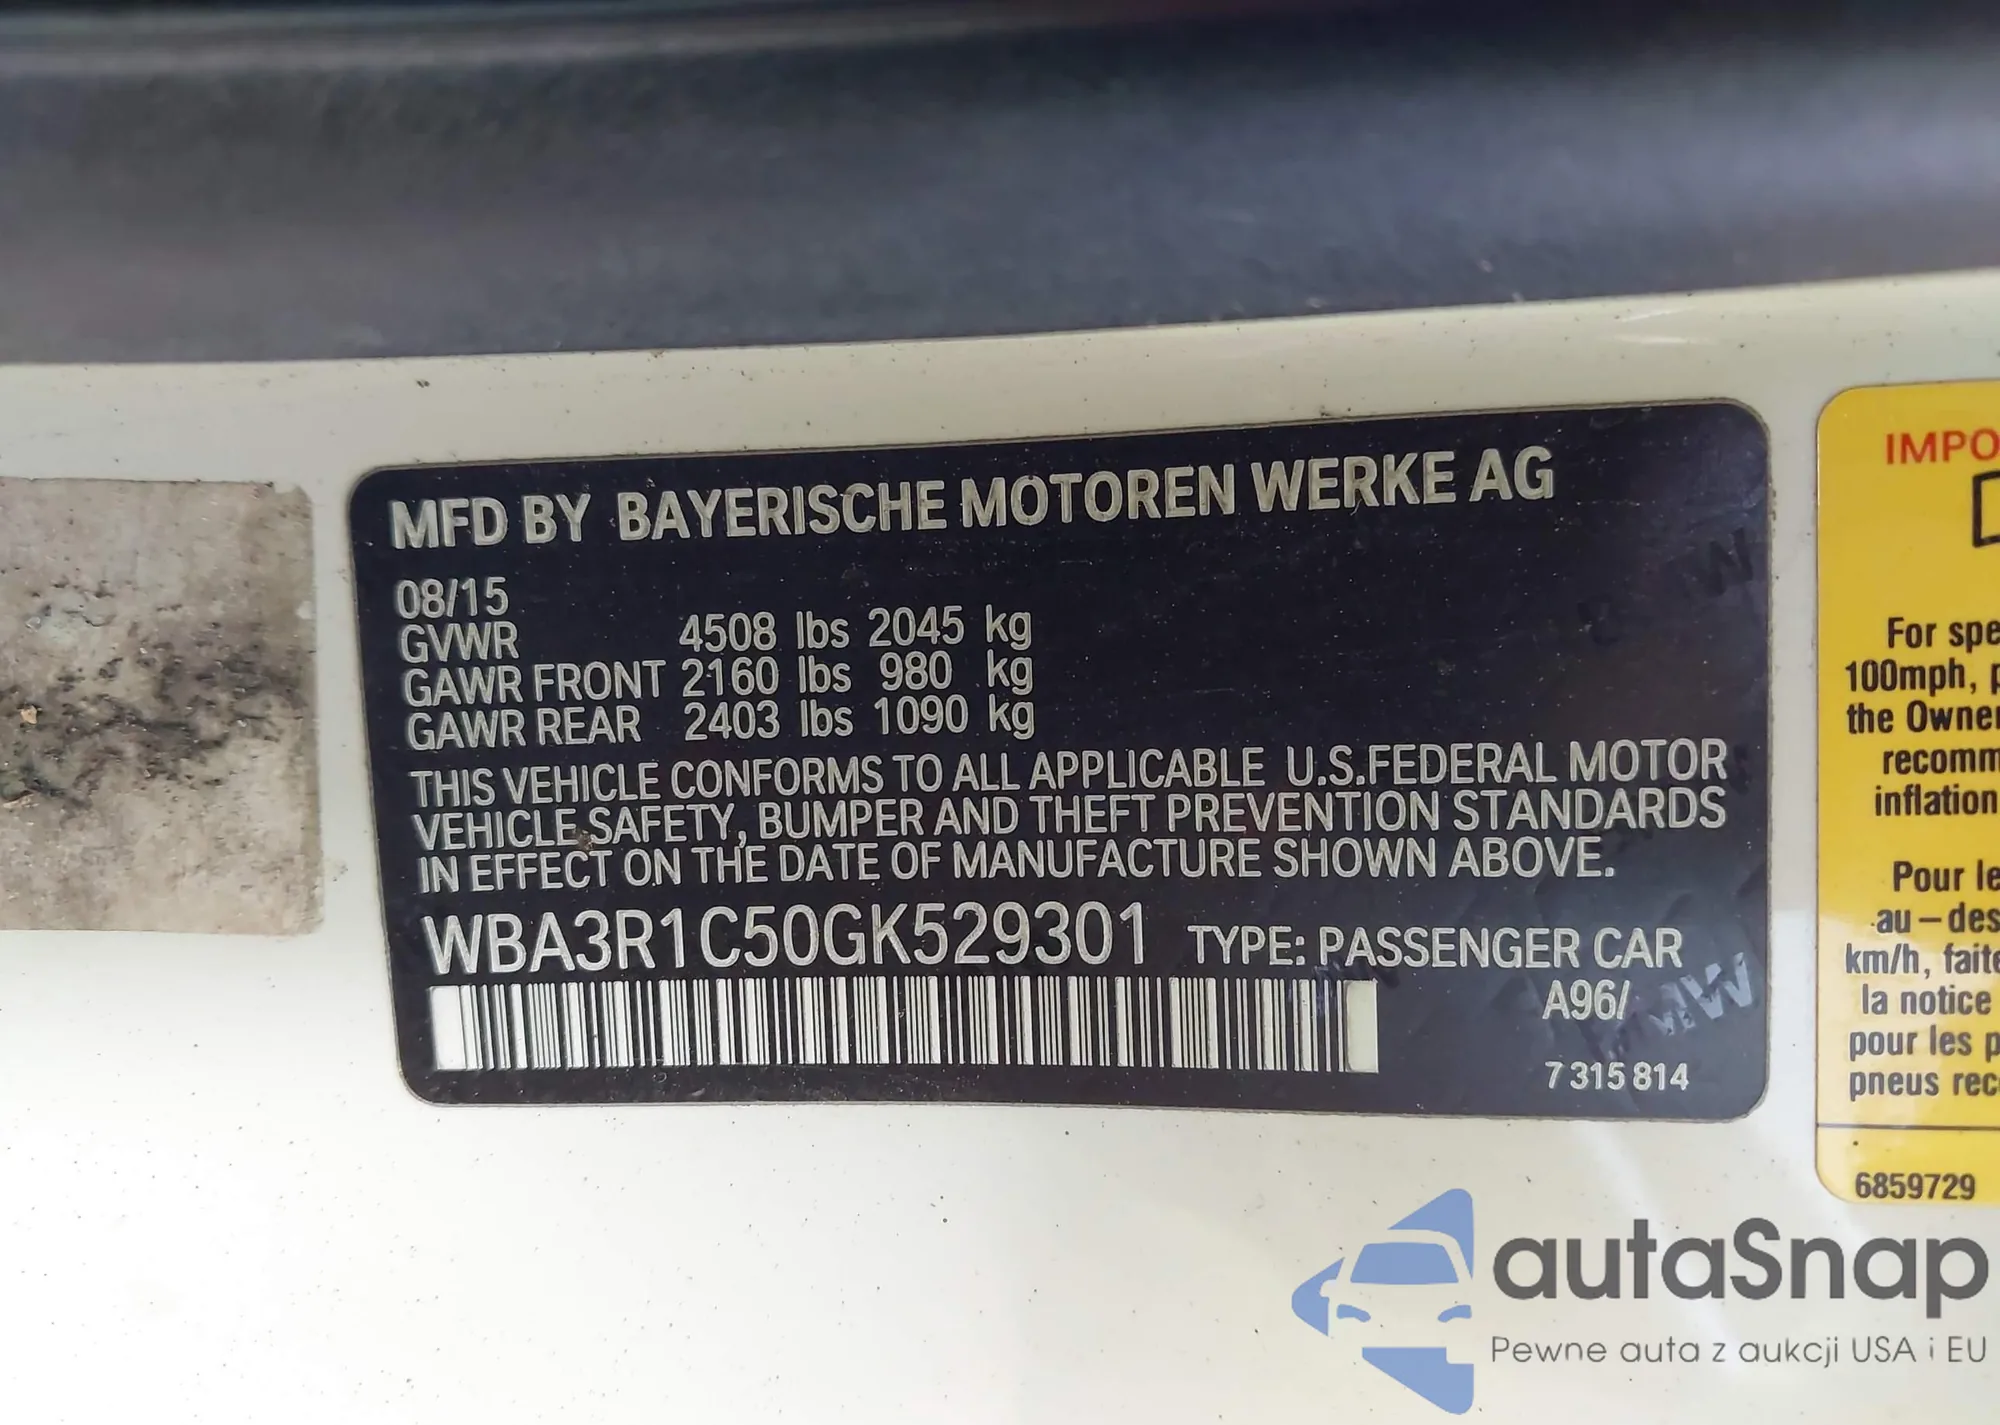 MFD BY BAYERISCHE MOTOREN WERKE AG
08/15
GVWR 4508 lbs 2045 kg
GAWR FRONT 2160 lbs 980 kg
GAWR REAR 2403 lbs 1090 kg
THIS VEHICLE CONFORMS TO ALL APPLICABLE U.S.FEDERAL MOTOR
VEHICLE SAFETY, BUMPER AND THEFT PREVENTION STANDARDS
IN EFFECT ON THE DATE OF MANUFACTURE SHOWN ABOVE.
WBA3R1C50GK529301 TYPE: PASSENGER CAR
A96/
7 315 814
IMPO
For spe
100mph, p
the Owner
recomm
inflation
Pour le
au-des
km/h, faite
la notice
pour les p
pneus rec
6859729
autaSnap
Pewne auta z aukcji USA i EU